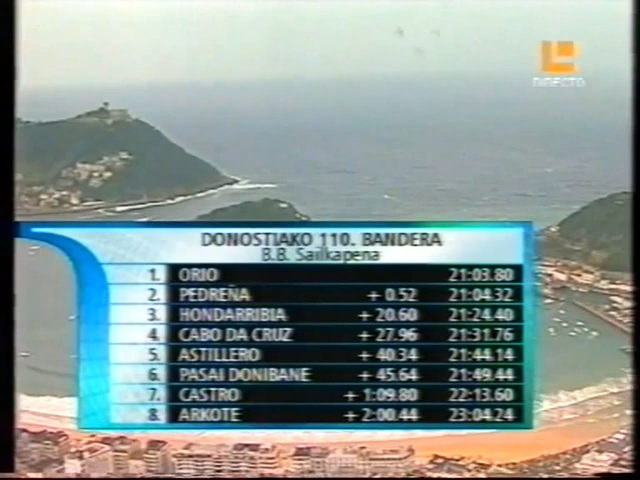 DIRECTO
DONOSTIAKO 110. BANDERA
B.B. Sailkapena
1. ORIO 21:03.80
2. PEDREÑA + 0.52 21:04.32
3. HONDARRIBIA + 20.60 21:24.40
4. CABO DA CRUZ + 27.96 21:31.76
5. ASTILLERO + 40.34 21:44.14
6. PASAI DONIBANE + 45.64 21:49.44
7. CASTRO + 1:09.80 22:13.60
8. ARKOTE + 2:00.44 23:04.24